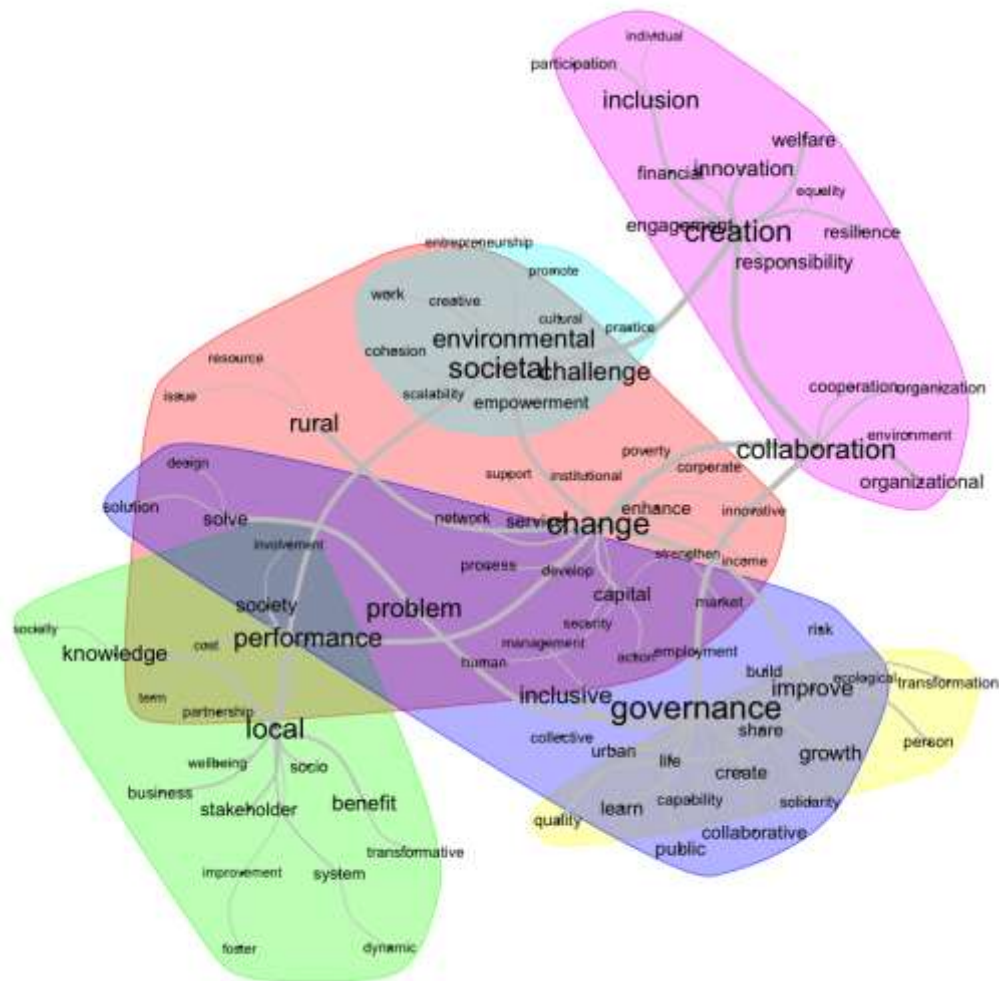 individual
participation
inclusion
welfare
innovation
financial
equality
engagement
creation
resilience
entrepreneurship
responsibility
promote
work
creative
cultural
practice
environmental
cohesion
resource
societal
challenge
cooperation
organization
issue
scalability
empowerment
rural
environment
poverty
collaboration
design
support
institutional
corporate
organizational
solution
solve
network
service
change
enhance
innovative
involvement
strengthen
income
process
develop
capital
society
problem
market
security
socially
performance
risk
knowledge
cost
management
action
employment
human
build
ecological
transformation
term
inclusive
improve
partnership
governance
local
share
collective
person
urban
growth
wellbeing
socio
life
create
business
stakeholder
benefit
learn
capability
solidarity
quality
collaborative
public
transformative
improvement
system
foster
dynamic